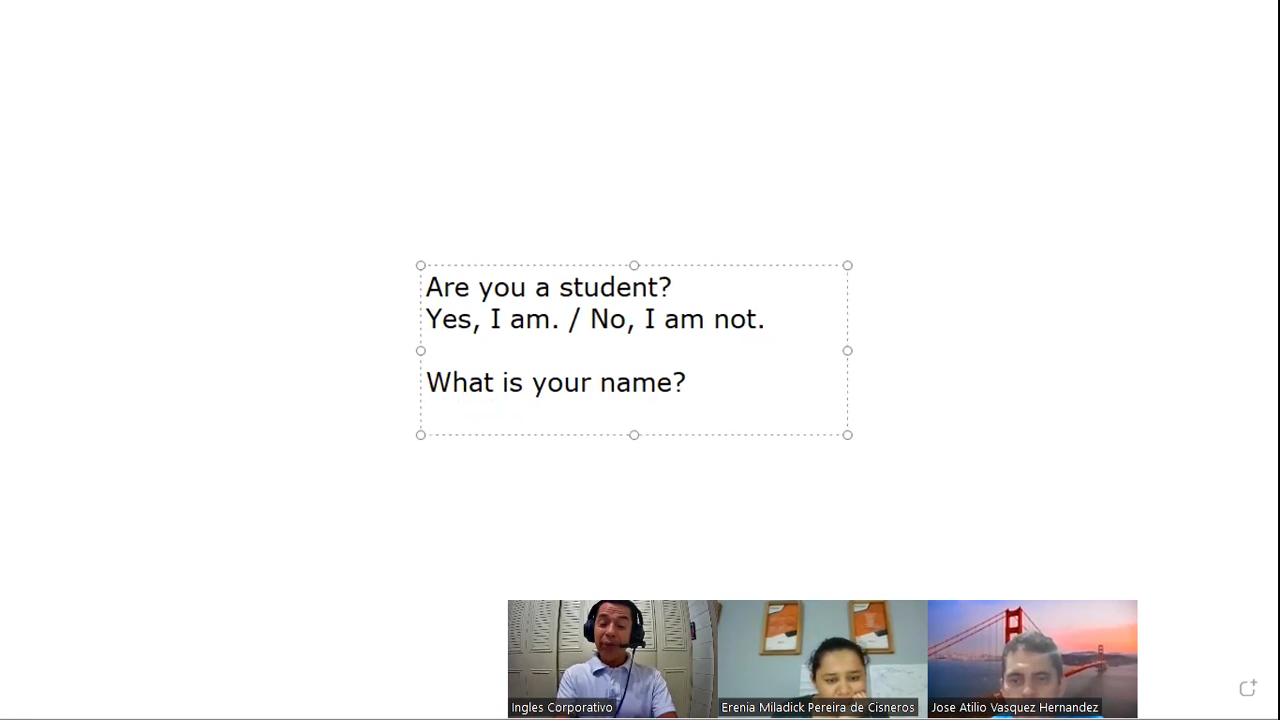 Are you a student?
Yes, I am. / No, I am not.
What is your name?
Ingles Corporativo
Erenia Miladick Pereira de Cisneros
Jose Atilio Vasquez Hernandez